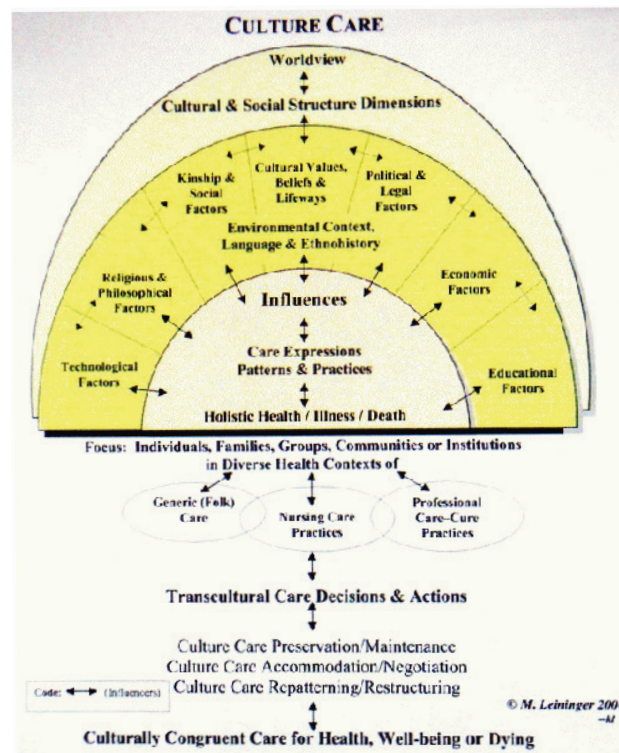 CULTURE CARE
Worldview
Cultural & Social Structure Dimensions
Kinship &
Social
Factors
Cultural Values,
Beliefs &
Lifeways
Political &
Legal
Factors
Environmental Context,
Language & Ethnohistory
Religious &
Philosophical
Factors
Economic
Factors
Technological
Factors
Educational
Factors
Influences
Care Expressions
Patterns & Practices
Holistic Health / Illness / Death
Focus: Individuals, Families, Groups, Communities or Institutions
in Diverse Health Contexts of
Generic (Folk)
Care
Nursing Care
Practices
Professional
Care–Cure
Practices
Transcultural Care Decisions & Actions
Culture Care Preservation/Maintenance
Culture Care Accommodation/Negotiation
Culture Care Repatterning/Restructuring
Code: (Influencers)
© M. Leininger 200
Culturally Congruent Care for Health, Well-being or Dying